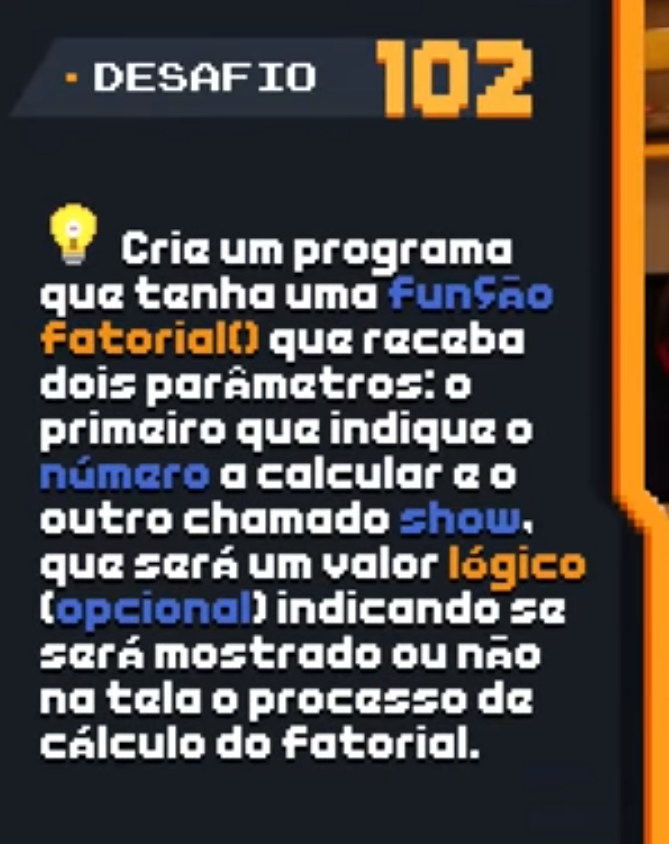 DESAFIO 102
Crie um programa
que tenha uma função
fatorial() que receba
dois parâmetros: o
primeiro que indique o
número a calcular e o
outro chamado show,
que será um valor lógico
(opcional) indicando se
será mostrado ou não
na tela o processo de
cálculo do fatorial.